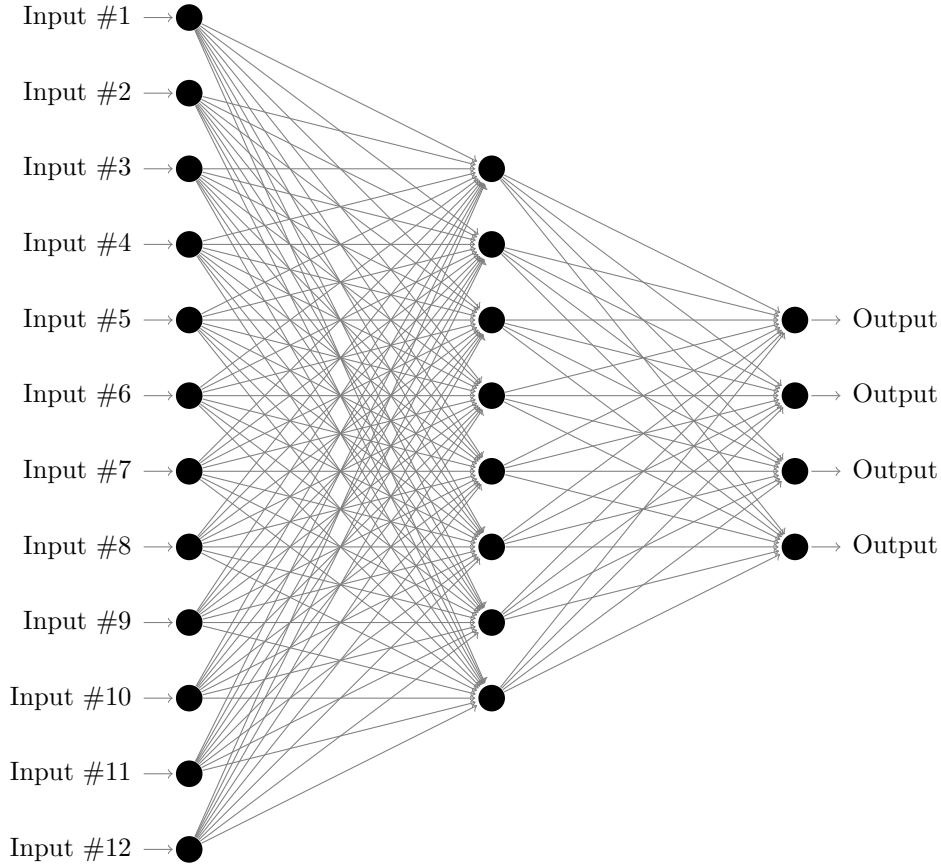 Input #1
Input #2
Input #3
Input #4
Input #5
Input #6
Input #7
Input #8
Input #9
Input #10
Input #11
Input #12
Output
Output
Output
Output